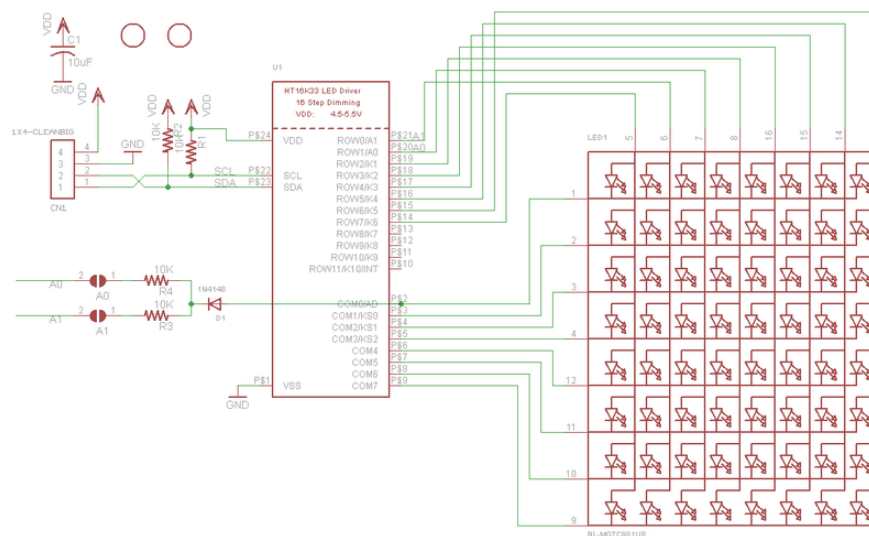 VDD
C1
10uF
GND
VDD
1X4-CLEANBIG
4
3
2
1
CN1
GND
VDD
VDD
10K
R2
10K
R1
SCL
SDA
U1
HT16K33 LED Driver
16 Step Dimming
VDD: 4.5-5.5V
P$24
VDD
P$22
SCL
P$23
SDA
P$1
VSS
GND
ROW0/A1
P$21
A1
ROW1/A0
P$20
A0
ROW2/K1
P$19
ROW3/K2
P$18
ROW4/K3
P$17
ROW5/K4
P$16
ROW6/K5
P$15
ROW7/K6
P$14
ROW8/K7
P$13
ROW9/K8
P$12
ROW10/K9
P$11
ROW11/K10/INT
P$10
COM0/AD
P$2
COM1/KS0
P$3
COM2/KS1
P$4
COM3/KS2
P$5
COM4
P$6
COM5
P$7
COM6
P$8
COM7
P$9
A0
2
1
A0
10K
R4
A1
2
1
A1
10K
R3
1N4148
D1
LED1
5
6
7
8
16
15
14
1
2
3
4
12
11
10
9